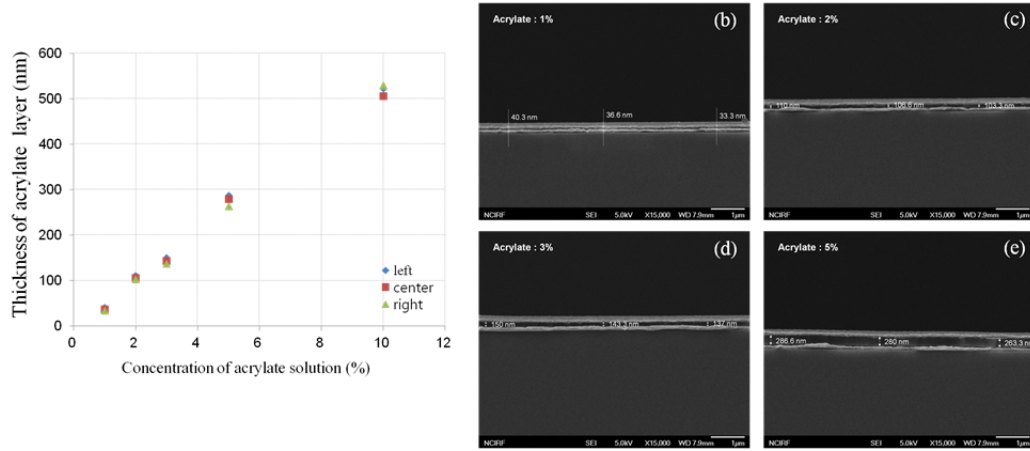 Thickness of acrylate layer (nm)
600
500
400
300
200
100
0
0 2 4 6 8 10 12
Concentration of acrylate solution (%)
left
center
right
Acrylate : 1%
(b)
40.3 nm
36.6 nm
33.3 nm
NCIRF SEI 5.0kV X15,000 WD 7.9mm 1μm
Acrylate : 2%
(c)
110 nm 106.6 nm 103.3 nm
NCIRF SEI 5.0kV X15,000 WD 7.9mm 1μm
Acrylate : 3%
(d)
150 nm 143.3 nm 137 nm
NCIRF SEI 5.0kV X15,000 WD 7.9mm 1μm
Acrylate : 5%
(e)
286.6 nm 280 nm 263.3 nm
NCIRF SEI 5.0kV X15,000 WD 7.9mm 1μm